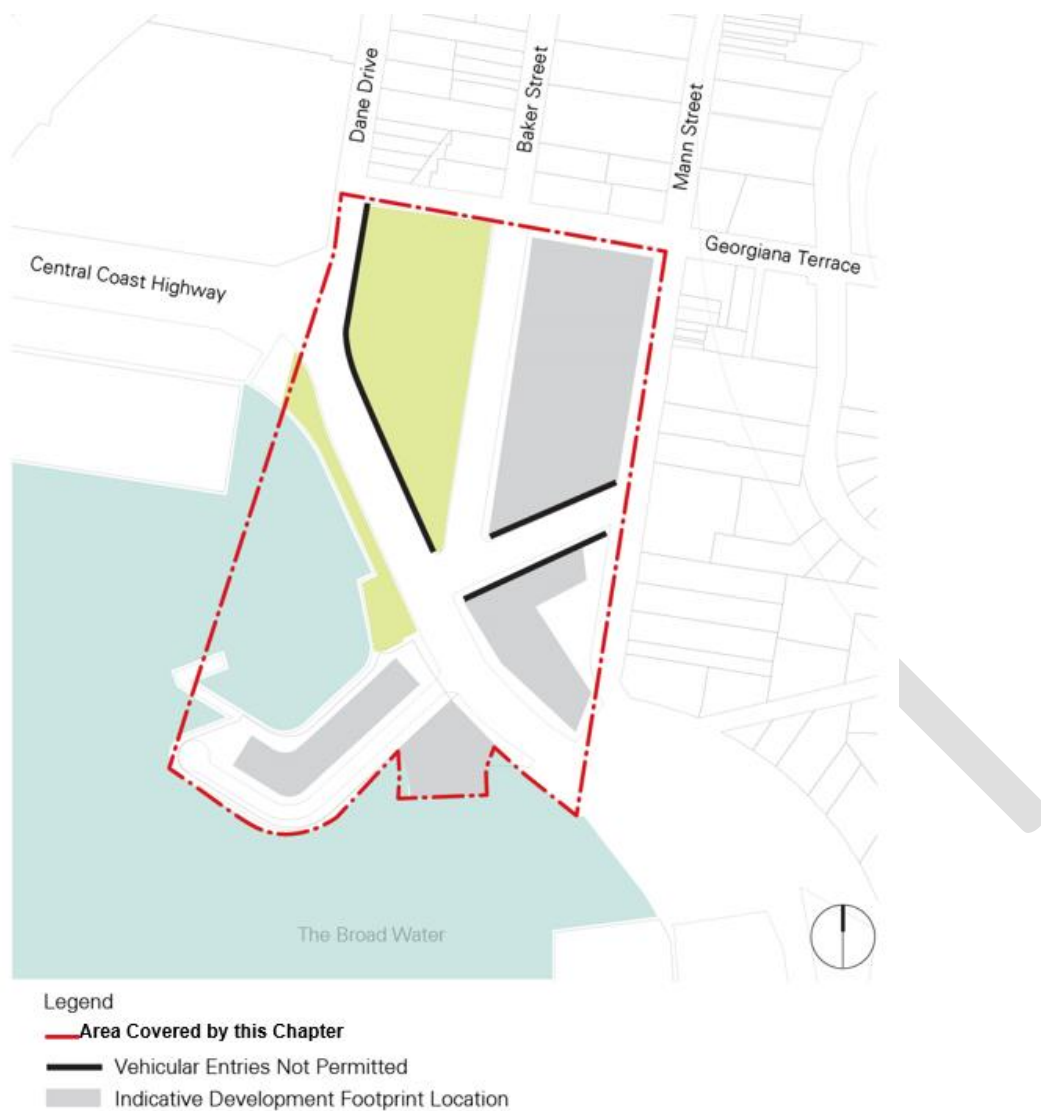 Dane Drive
Baker Street
Mann Street
Georgiana Terrace
Central Coast Highway
The Broad Water
Legend
Area Covered by this Chapter
Vehicular Entries Not Permitted
Indicative Development Footprint Location